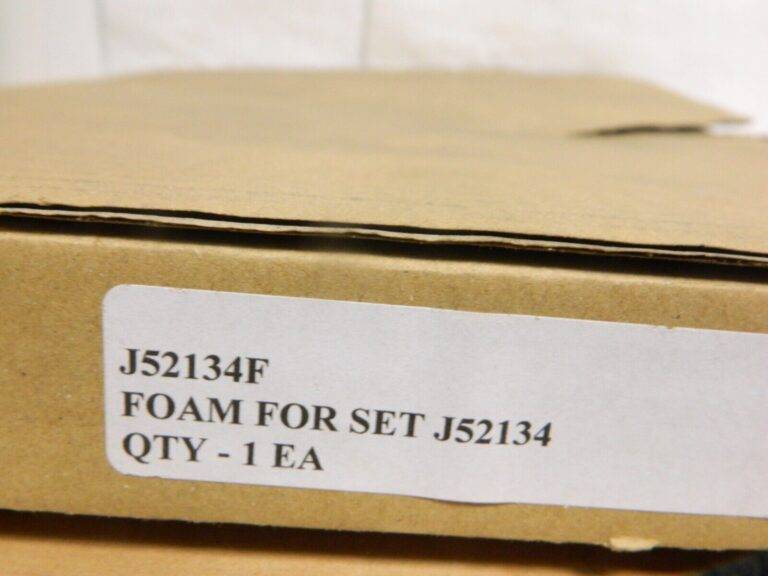 J52134F
FOAM FOR SET J52134
QTY - 1 EA